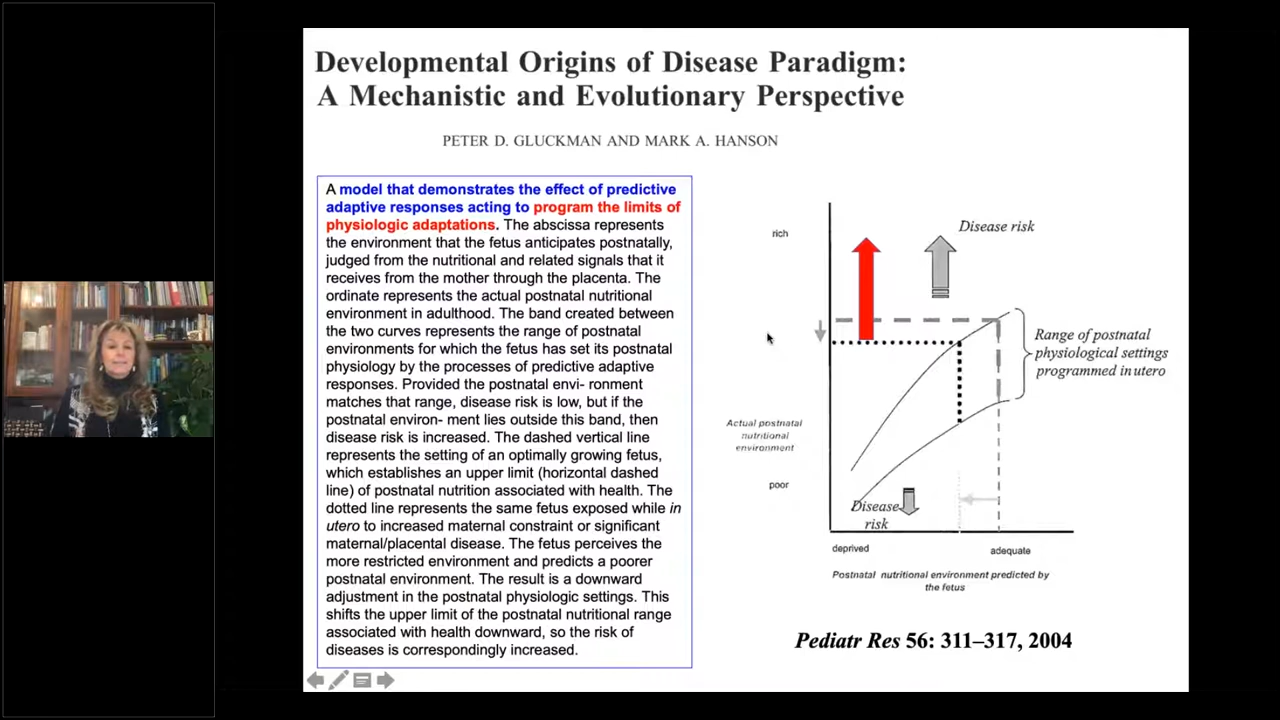 Developmental Origins of Disease Paradigm:
A Mechanistic and Evolutionary Perspective
PETER D. GLUCKMAN AND MARK A. HANSON
A model that demonstrates the effect of predictive
adaptive responses acting to program the limits of
physiologic adaptations. The abscissa represents
the environment that the fetus anticipates postnatally,
judged from the nutritional and related signals that it
receives from the mother through the placenta. The
ordinate represents the actual postnatal nutritional
environment in adulthood. The band created between
the two curves represents the range of postnatal
environments for which the fetus has set its postnatal
physiology by the processes of predictive adaptive
responses. Provided the postnatal envi- ronment
matches that range, disease risk is low, but if the
postnatal environ- ment lies outside this band, then
disease risk is increased. The dashed vertical line
represents the setting of an optimally growing fetus,
which establishes an upper limit (horizontal dashed
line) of postnatal nutrition associated with health. The
dotted line represents the same fetus exposed while in
utero to increased maternal constraint or significant
maternal/placental disease. The fetus perceives the
more restricted environment and predicts a poorer
postnatal environment. The result is a downward
adjustment in the postnatal physiologic settings. This
shifts the upper limit of the postnatal nutritional range
associated with health downward, so the risk of
diseases is correspondingly increased.
rich
Disease risk
Range of postnatal
physiological settings
programmed in utero
Actual postnatal
nutritional
environment
poor
Disease
risk
deprived
adequate
Postnatal nutritional environment predicted by
the fetus
Pediatr Res 56: 311–317, 2004